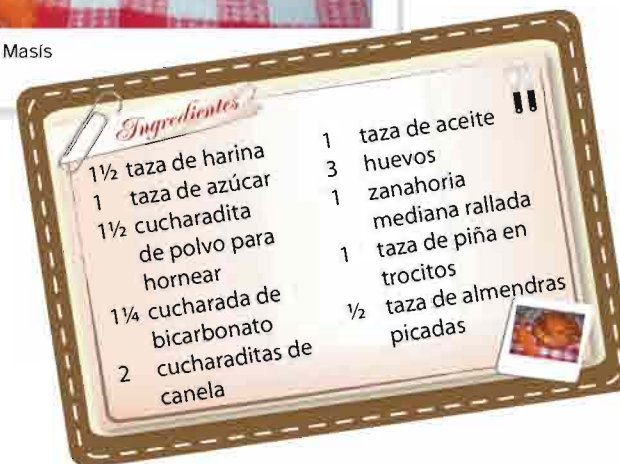 Masís
Ingredientes
1½ taza de harina
1 taza de azúcar
1½ cucharadita
de polvo para
hornear
1¼ cucharada de
bicarbonato
2 cucharaditas de
canela
1 taza de aceite
3 huevos
1 zanahoria
mediana rallada
1 taza de piña en
trocitos
½ taza de almendras
picadas